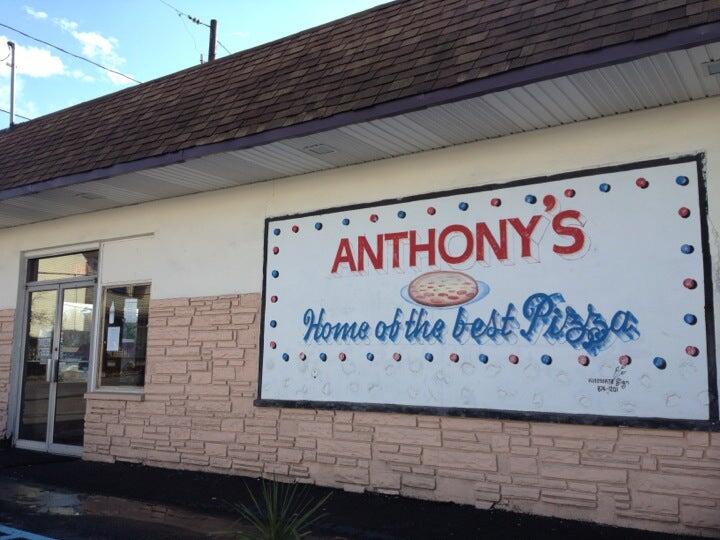 ANTHONY'S
Home of the best Pizza